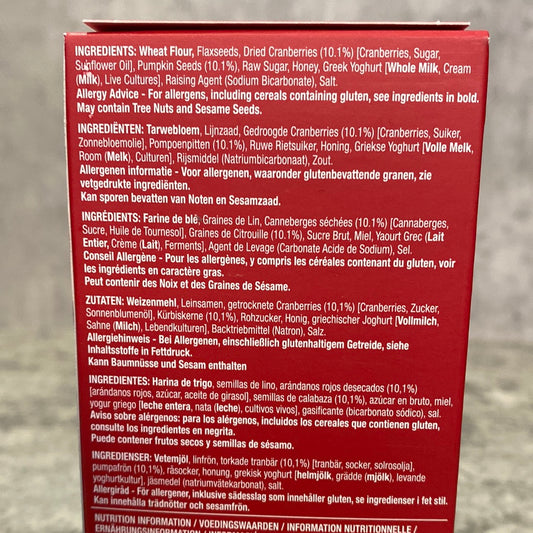 INGREDIENTS: Wheat Flour, Flaxseeds, Dried Cranberries (10.1%) [Cranberries, Sugar,
Sunflower Oil], Pumpkin Seeds (10.1%), Raw Sugar, Honey, Greek Yoghurt [Whole Milk, Cream
(Milk), Live Cultures], Raising Agent (Sodium Bicarbonate), Salt.
Allergy Advice - For allergens, including cereals containing gluten, see ingredients in bold.
May contain Tree Nuts and Sesame Seeds.
INGREDIËNTEN: Tarwebloem, Lijnzaad, Gedroogde Cranberries (10.1%) [Cranberries, Suiker,
Zonnebloemolie], Pompoenpitten (10.1%), Ruwe Rietsuiker, Honing, Griekse Yoghurt [Volle Melk,
Room (Melk), Culturen], Rijsmiddel (Natriumbicarbonaat), Zout.
Allergenen informatie - Voor allergenen, waaronder glutenbevattende granen, zie
vetgedrukte ingrediënten.
Kan sporen bevatten van Noten en Sesamzaad.
INGRÉDIENTS: Farine de blé, Graines de Lin, Canneberges séchées (10.1%) [Cannaberges,
Sucre, Huile de Tournesol], Graines de Citrouille (10.1%), Sucre Brut, Miel, Yaourt Grec (Lait
Entier, Crème (Lait), Ferments], Agent de Levage (Carbonate Acide de Sodium), Sel.
Conseil Allergène - Pour les allergènes, y compris les céréales contenant du gluten, voir
les ingrédients en caractère gras.
Peut contenir des Noix et des Graines de Sésame.
ZUTATEN: Weizenmehl, Leinsamen, getrocknete Cranberries (10,1%) [Cranberries, Zucker,
Sonnenblumenöl], Kürbiskerne (10,1%), Rohzucker, Honig, griechischer Joghurt [Vollmilch,
Sahne (Milch), Lebendkulturen], Backtriebmittel (Natron), Salz.
Allergiehinweis - Bei Allergenen, einschließlich glutenhaltigem Getreide, siehe
Inhaltsstoffe in Fettdruck.
Kann Baumnüsse und Sesam enthalten
INGREDIENTES: Harina de trigo, semillas de lino, arándanos rojos desecados (10,1%)
[arándanos rojos, azúcar, aceite de girasol], semillas de calabaza (10,1%), azúcar en bruto, miel,
yogur griego [leche entera, nata (leche), cultivos vivos], gasificante (bicarbonato sódico), sal.
Aviso sobre alérgenos: para los alérgenos, incluidos los cereales que contienen gluten,
consulte los ingredientes en negrita.
Puede contener frutos secos y semillas de sésamo.
INGREDIENSER: Vetemjöl, linfrön, torkade tranbär (10,1%) [tranbär, socker, solrosolja],
pumpafrön (10,1%), råsocker, honung, grekisk yoghurt [helmjölk, grädde (mjölk), levande
yoghurtkultur], jäsmedel (natriumvätekarbonat), salt.
Allergiråd - För allergener, inklusive sädesslag som innehåller gluten, se ingredienser i fet stil.
Kan innehålla trädnötter och sesamfrön.
NUTRITION INFORMATION / VOEDINGSWAARDEN / INFORMATION NUTRITIONNELLE /